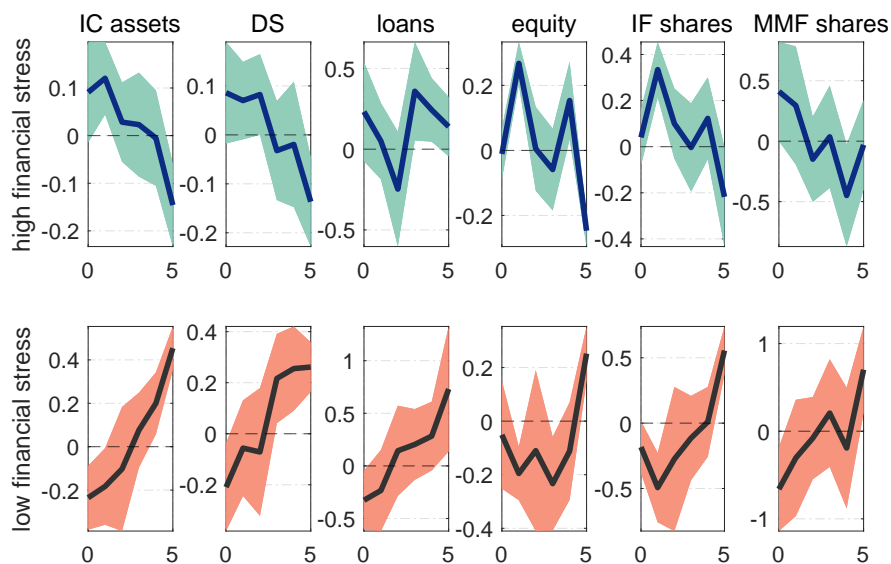 IC assets DS loans equity IF shares MMF shares
high financial stress
0.1 0 -0.1 -0.2
0.1 0 -0.1 -0.2
0.5 0 -0.5
0.2 0 -0.2
0.4 0.2 0 -0.2 -0.4
0.5 0 -0.5
0 5 0 5 0 5 0 5 0 5 0 5
low financial stress
0.4 0.2 0 -0.2
0.4 0.2 0 -0.2
1 0.5 0 -0.5
0.2 0 -0.2 -0.4
0.5 0 -0.5
1 0 -1
0 5 0 5 0 5 0 5 0 5 0 5